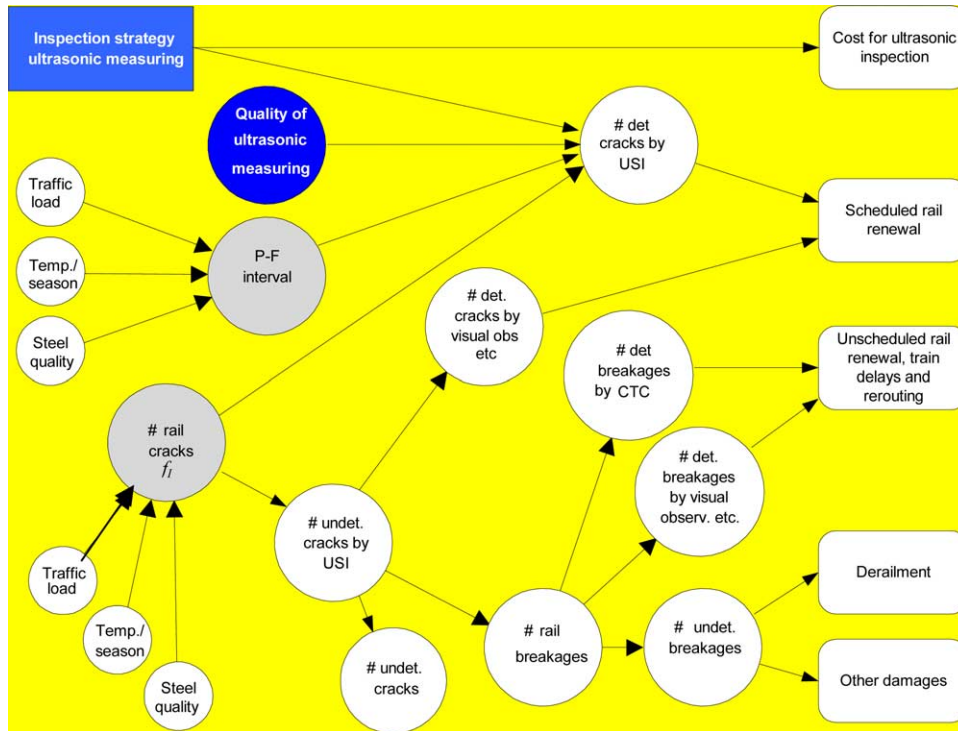 Inspection strategy
ultrasonic measuring
Cost for ultrasonic
inspection
Quality of
ultrasonic
measuring
# det
cracks by
USI
Traffic
load
Scheduled rail
renewal
Temp./
season
P-F
interval
Steel
quality
# det.
cracks by
visual obs
etc
# det
breakages
by CTC
Unscheduled rail
renewal, train
delays and
rerouting
# rail
cracks
fI
# det.
breakages
by visual
observ. etc.
# undet.
cracks by
USI
Traffic
load
Temp./
season
Steel
quality
# undet.
cracks
# rail
breakages
# undet.
breakages
Derailment
Other damages